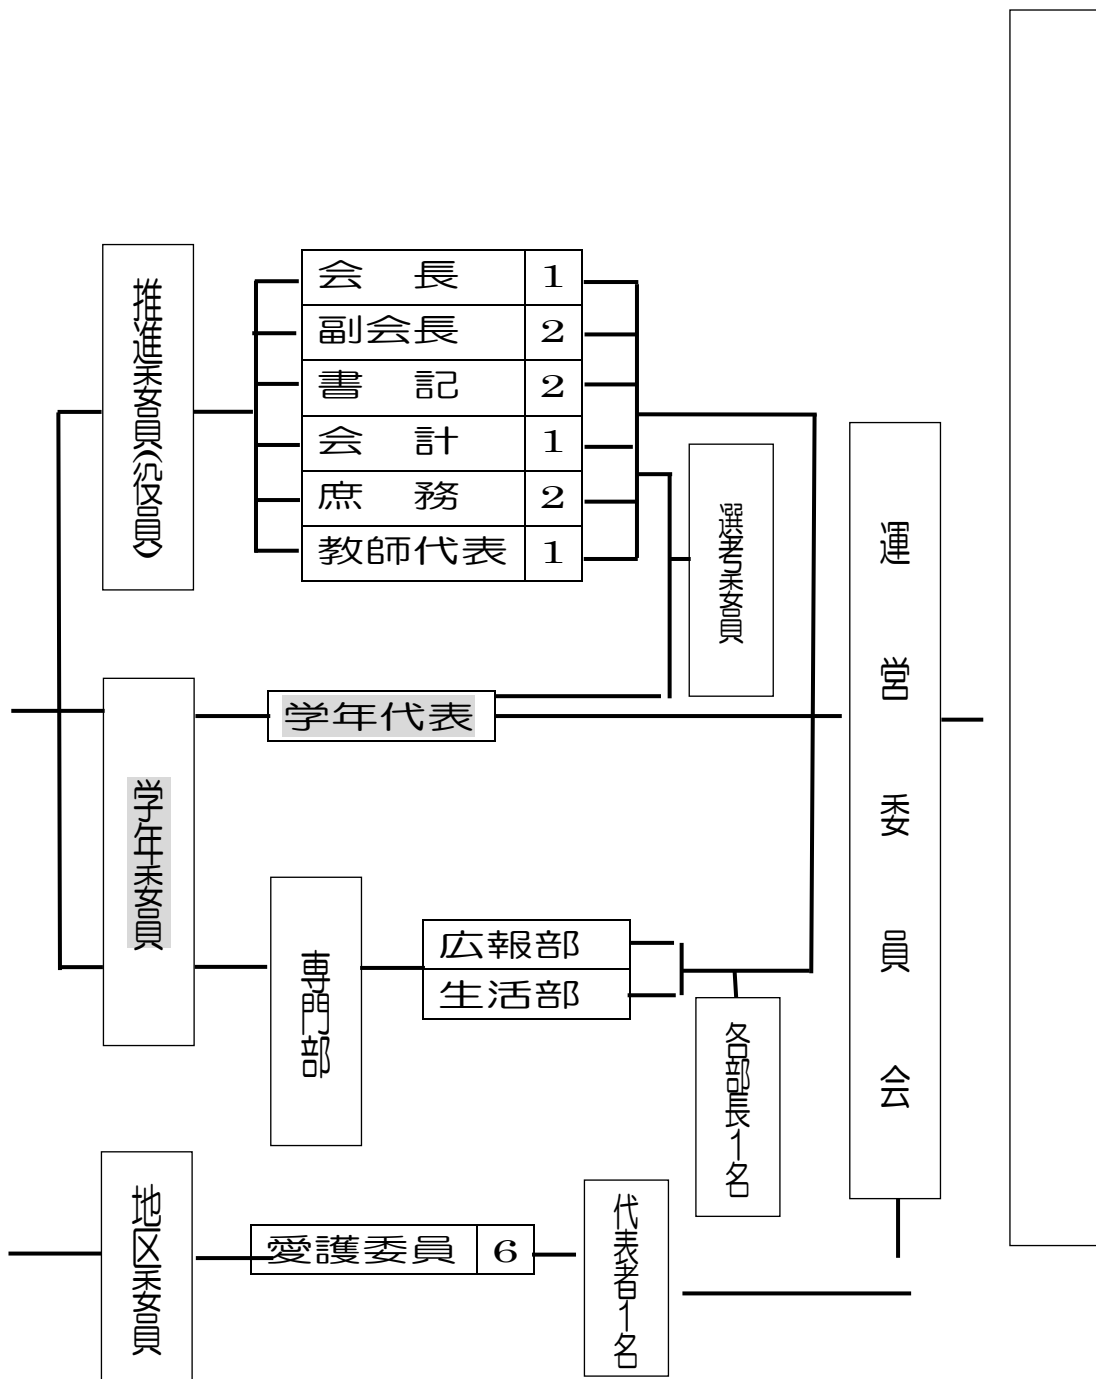 推進委員（役員）
会　長 1
副会長 2
書　記 2
会　計 1
庶　務 2
教師代表 1
選考委員
運営委員会
学年委員
学年代表
専門部
広報部
生活部
各部長１名
地区委員
愛護委員 6
代表者１名